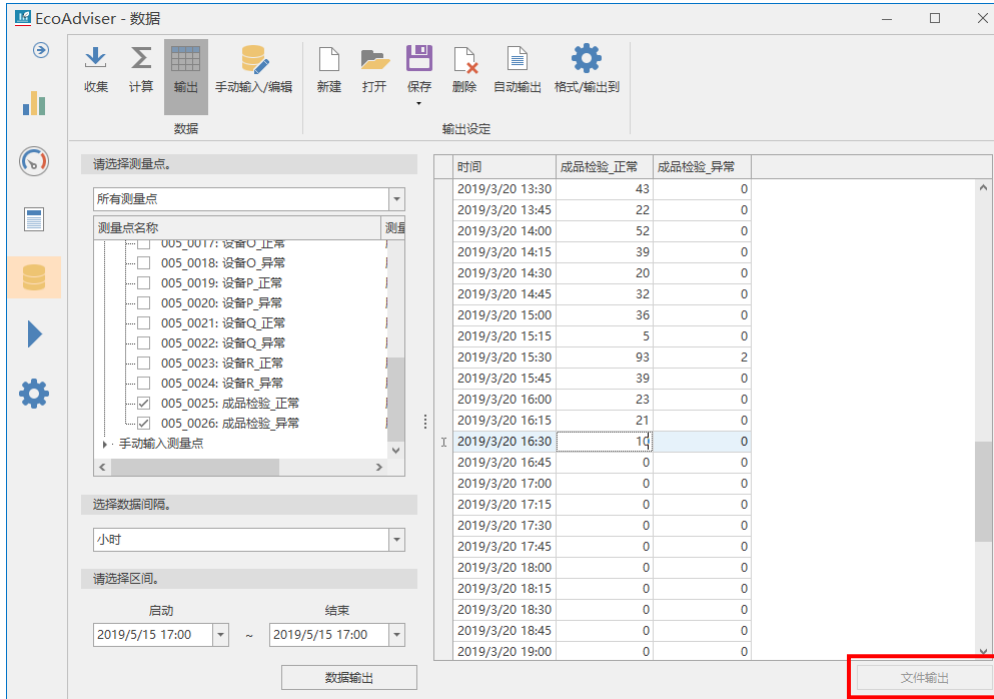 EcoAdviser - 数据
收集
计算
输出
手动输入/编辑
新建
打开
保存
删除
自动输出
格式/输出到
数据
输出设定
请选择测量点。
所有测量点
测量点名称 测量
005_0017: 设备O_正常
005_0018: 设备O_异常
005_0019: 设备P_正常
005_0020: 设备P_异常
005_0021: 设备Q_正常
005_0022: 设备Q_异常
005_0023: 设备R_正常
005_0024: 设备R_异常
005_0025: 成品检验_正常
005_0026: 成品检验_异常
手动输入测量点
选择数据间隔。
小时
请选择区间。
启动 结束
2019/5/15 17:00 ~ 2019/5/15 17:00
数据输出
时间 成品检验_正常 成品检验_异常
2019/3/20 13:30 43 0
2019/3/20 13:45 22 0
2019/3/20 14:00 52 0
2019/3/20 14:15 39 0
2019/3/20 14:30 20 0
2019/3/20 14:45 32 0
2019/3/20 15:00 36 0
2019/3/20 15:15 5 0
2019/3/20 15:30 93 2
2019/3/20 15:45 39 0
2019/3/20 16:00 23 0
2019/3/20 16:15 21 0
2019/3/20 16:30 10 0
2019/3/20 16:45 0 0
2019/3/20 17:00 0 0
2019/3/20 17:15 0 0
2019/3/20 17:30 0 0
2019/3/20 17:45 0 0
2019/3/20 18:00 0 0
2019/3/20 18:15 0 0
2019/3/20 18:30 0 0
2019/3/20 18:45 0 0
2019/3/20 19:00 0 0
文件输出